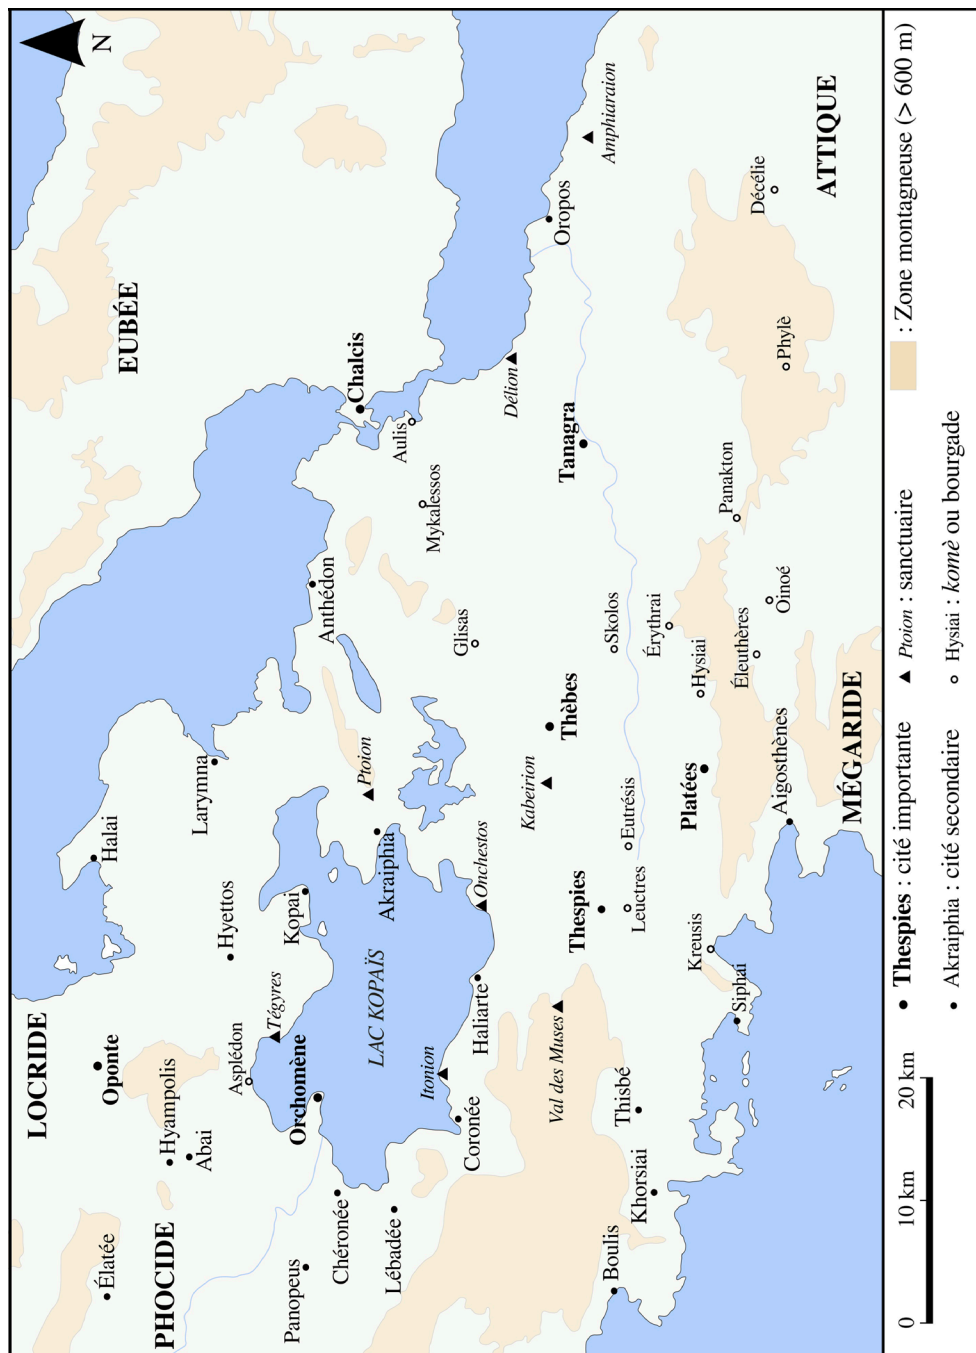 N
LOCRIDE
EUBÉE
PHOCIDE
ATTIQUE
MÉGARIDE
Élatée
Oponte
Halai
Hyampolis
Abai
Hyettos
Larymna
Asplédon
Tégyres
Kopai
Orchomène
Anthédon
Chalcis
Panopeus
Chéronée
Lébadée
LAC KOPAÏS
Akraiphia
Ptoion
Aulis
Mykalessos
Itonion
Coronée
Haliarte
Onchestos
Glisas
Délion
Oropos
Amphiaraion
Kabeirion
Thèbes
Tanagra
Val des Muses
Thespies
Leuctres
Eutrésis
Skolos
Boulis
Khorsiai
Thisbé
Érythrai
Kreusis
Platées
Hysiai
Panakton
Siphai
Éleuthères
Oinoé
Phylè
Décélie
Aigosthènes
0
10 km
20 km
Thespies : cité importante
Akraiphia : cité secondaire
Ptoion : sanctuaire
Hysiai : komè ou bourgade
: Zone montagneuse (> 600 m)